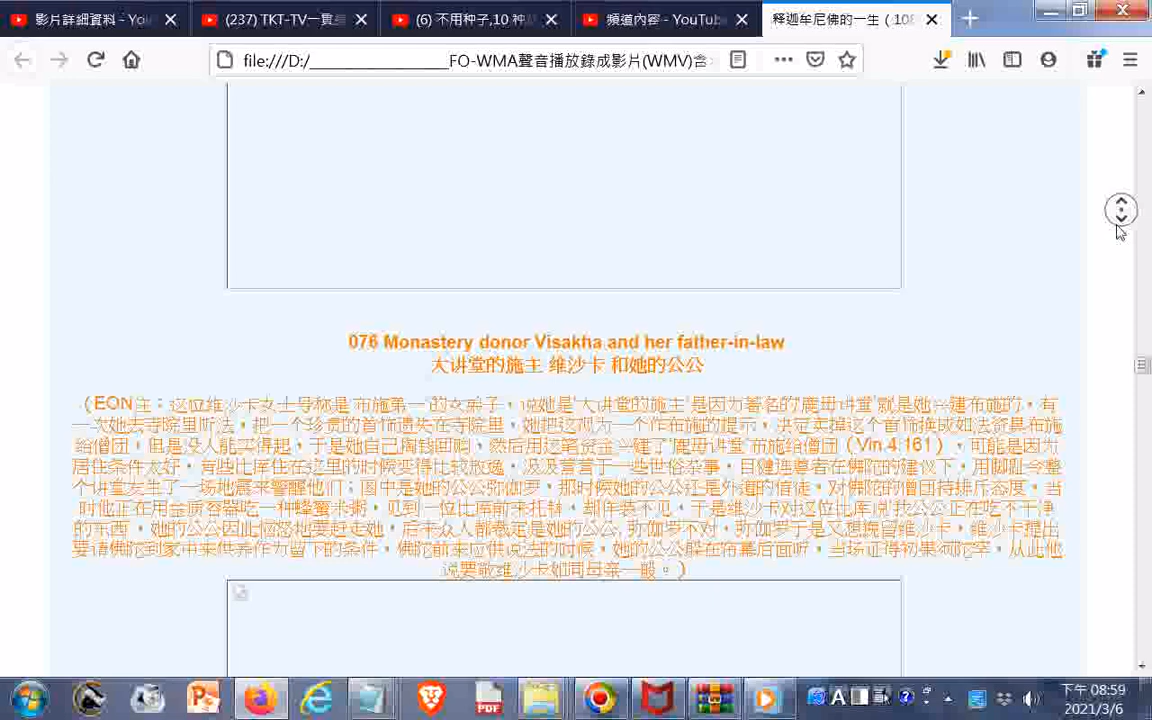 影片詳細資料 - You
(237) TKT-TV一貫
(6) 不用种子,10 种
頻道內容 - YouTub
释迦牟尼佛的一生（108
file:///D:/________________FO-WMA聲音播放錄成影片(WMV)含
076 Monastery donor Visakha and her father-in-law
大讲堂的施主 维沙卡 和她的公公
（EON注：这位维沙卡女士号称是'布施第一'的女弟子，说她是'大讲堂的施主'是因为著名的'鹿母讲堂'就是她兴建布施的，有
一次她去寺院里听法，把一个珍贵的首饰遗失在寺院里，她把这视为一个作布施的提示，决定卖掉这个首饰换成如法资具布施
给僧团，但是没人能买得起，于是她自己掏钱回购，然后用这笔资金兴建了'鹿母讲堂'布施给僧团（Vin.4.161），可能是因为
居住条件太好，有些比库住在这里的时候变得比较放逸，汲汲营营于一些世俗杂事，目犍连尊者在佛陀的建议下，用脚趾令整
个讲堂发生了一场地震来警醒他们；图中是她的公公弥伽罗，那时候她的公公还是外道的信徒，对佛陀的僧团持排斥态度，当
时他正在用金质容器吃一种蜂蜜米粥，见到一位比库前来托钵，却佯装不见，于是维沙卡对这位比库说'我公公正在吃不干净
的东西'，她的公公因此恼怒地要赶走她，后来众人都裁定是她的公公, 弥伽罗不对，弥伽罗于是又想挽留维沙卡，维沙卡提出
要请佛陀到家中来供养作为留下的条件，佛陀前来应供说法的时候，她的公公躲在帘幕后面听，当场证得初果须陀洹，从此他
说要敬维沙卡如同母亲一般。）
下午 08:59
2021/3/6